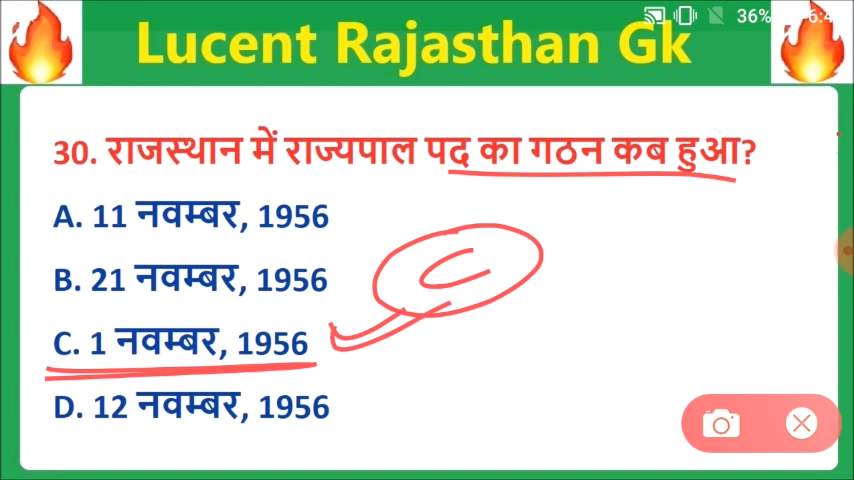 36%
Lucent Rajasthan Gk
30. राजस्थान में राज्यपाल पद का गठन कब हुआ?
A. 11 नवम्बर, 1956
B. 21 नवम्बर, 1956
C. 1 नवम्बर, 1956
C
D. 12 नवम्बर, 1956